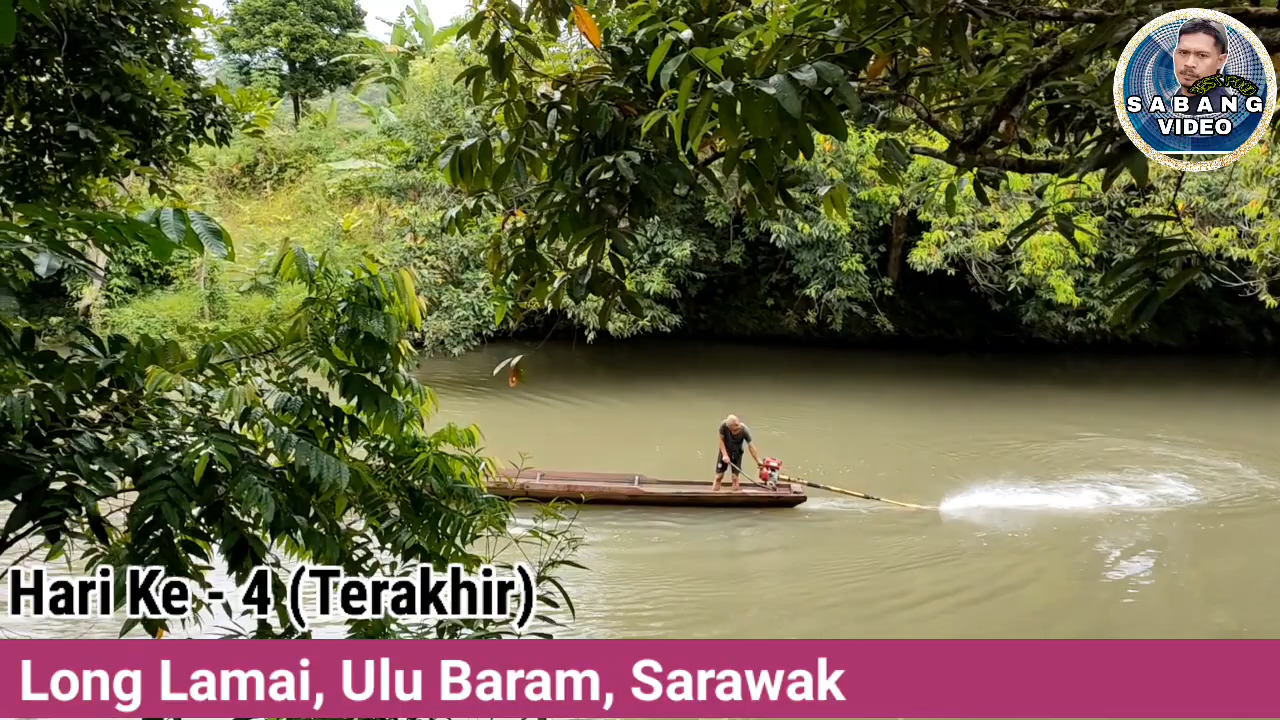 SABANG
VIDEO
Hari Ke - 4 (Terakhir)
Long Lamai, Ulu Baram, Sarawak